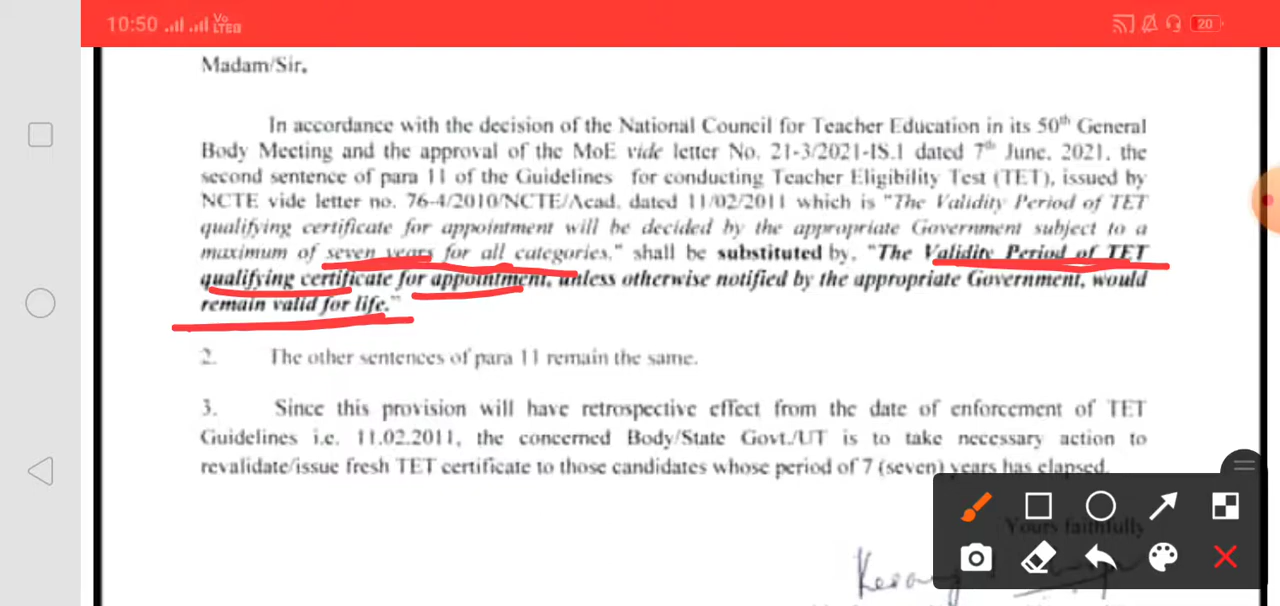 10:50 Vo LTE 20
Madam/Sir,
In accordance with the decision of the National Council for Teacher Education in its 50th General
Body Meeting and the approval of the MoE vide letter No. 21-3/2021-IS.1 dated 7th June, 2021, the
second sentence of para 11 of the Guidelines for conducting Teacher Eligibility Test (TET), issued by
NCTE vide letter no. 76-4/2010/NCTE/Acad, dated 11/02/2011 which is "The Validity Period of TET
qualifying certificate for appointment will be decided by the appropriate Government subject to a
maximum of seven years for all categories." shall be substituted by, "The Validity Period of TET
qualifying certificate for appointment, unless otherwise notified by the appropriate Government, would
remain valid for life."
2. The other sentences of para 11 remain the same.
3. Since this provision will have retrospective effect from the date of enforcement of TET
Guidelines i.e. 11.02.2011, the concerned Body/State Govt./UT is to take necessary action to
revalidate/issue fresh TET certificate to those candidates whose period of 7 (seven) years has elapsed.
Yours faithfully